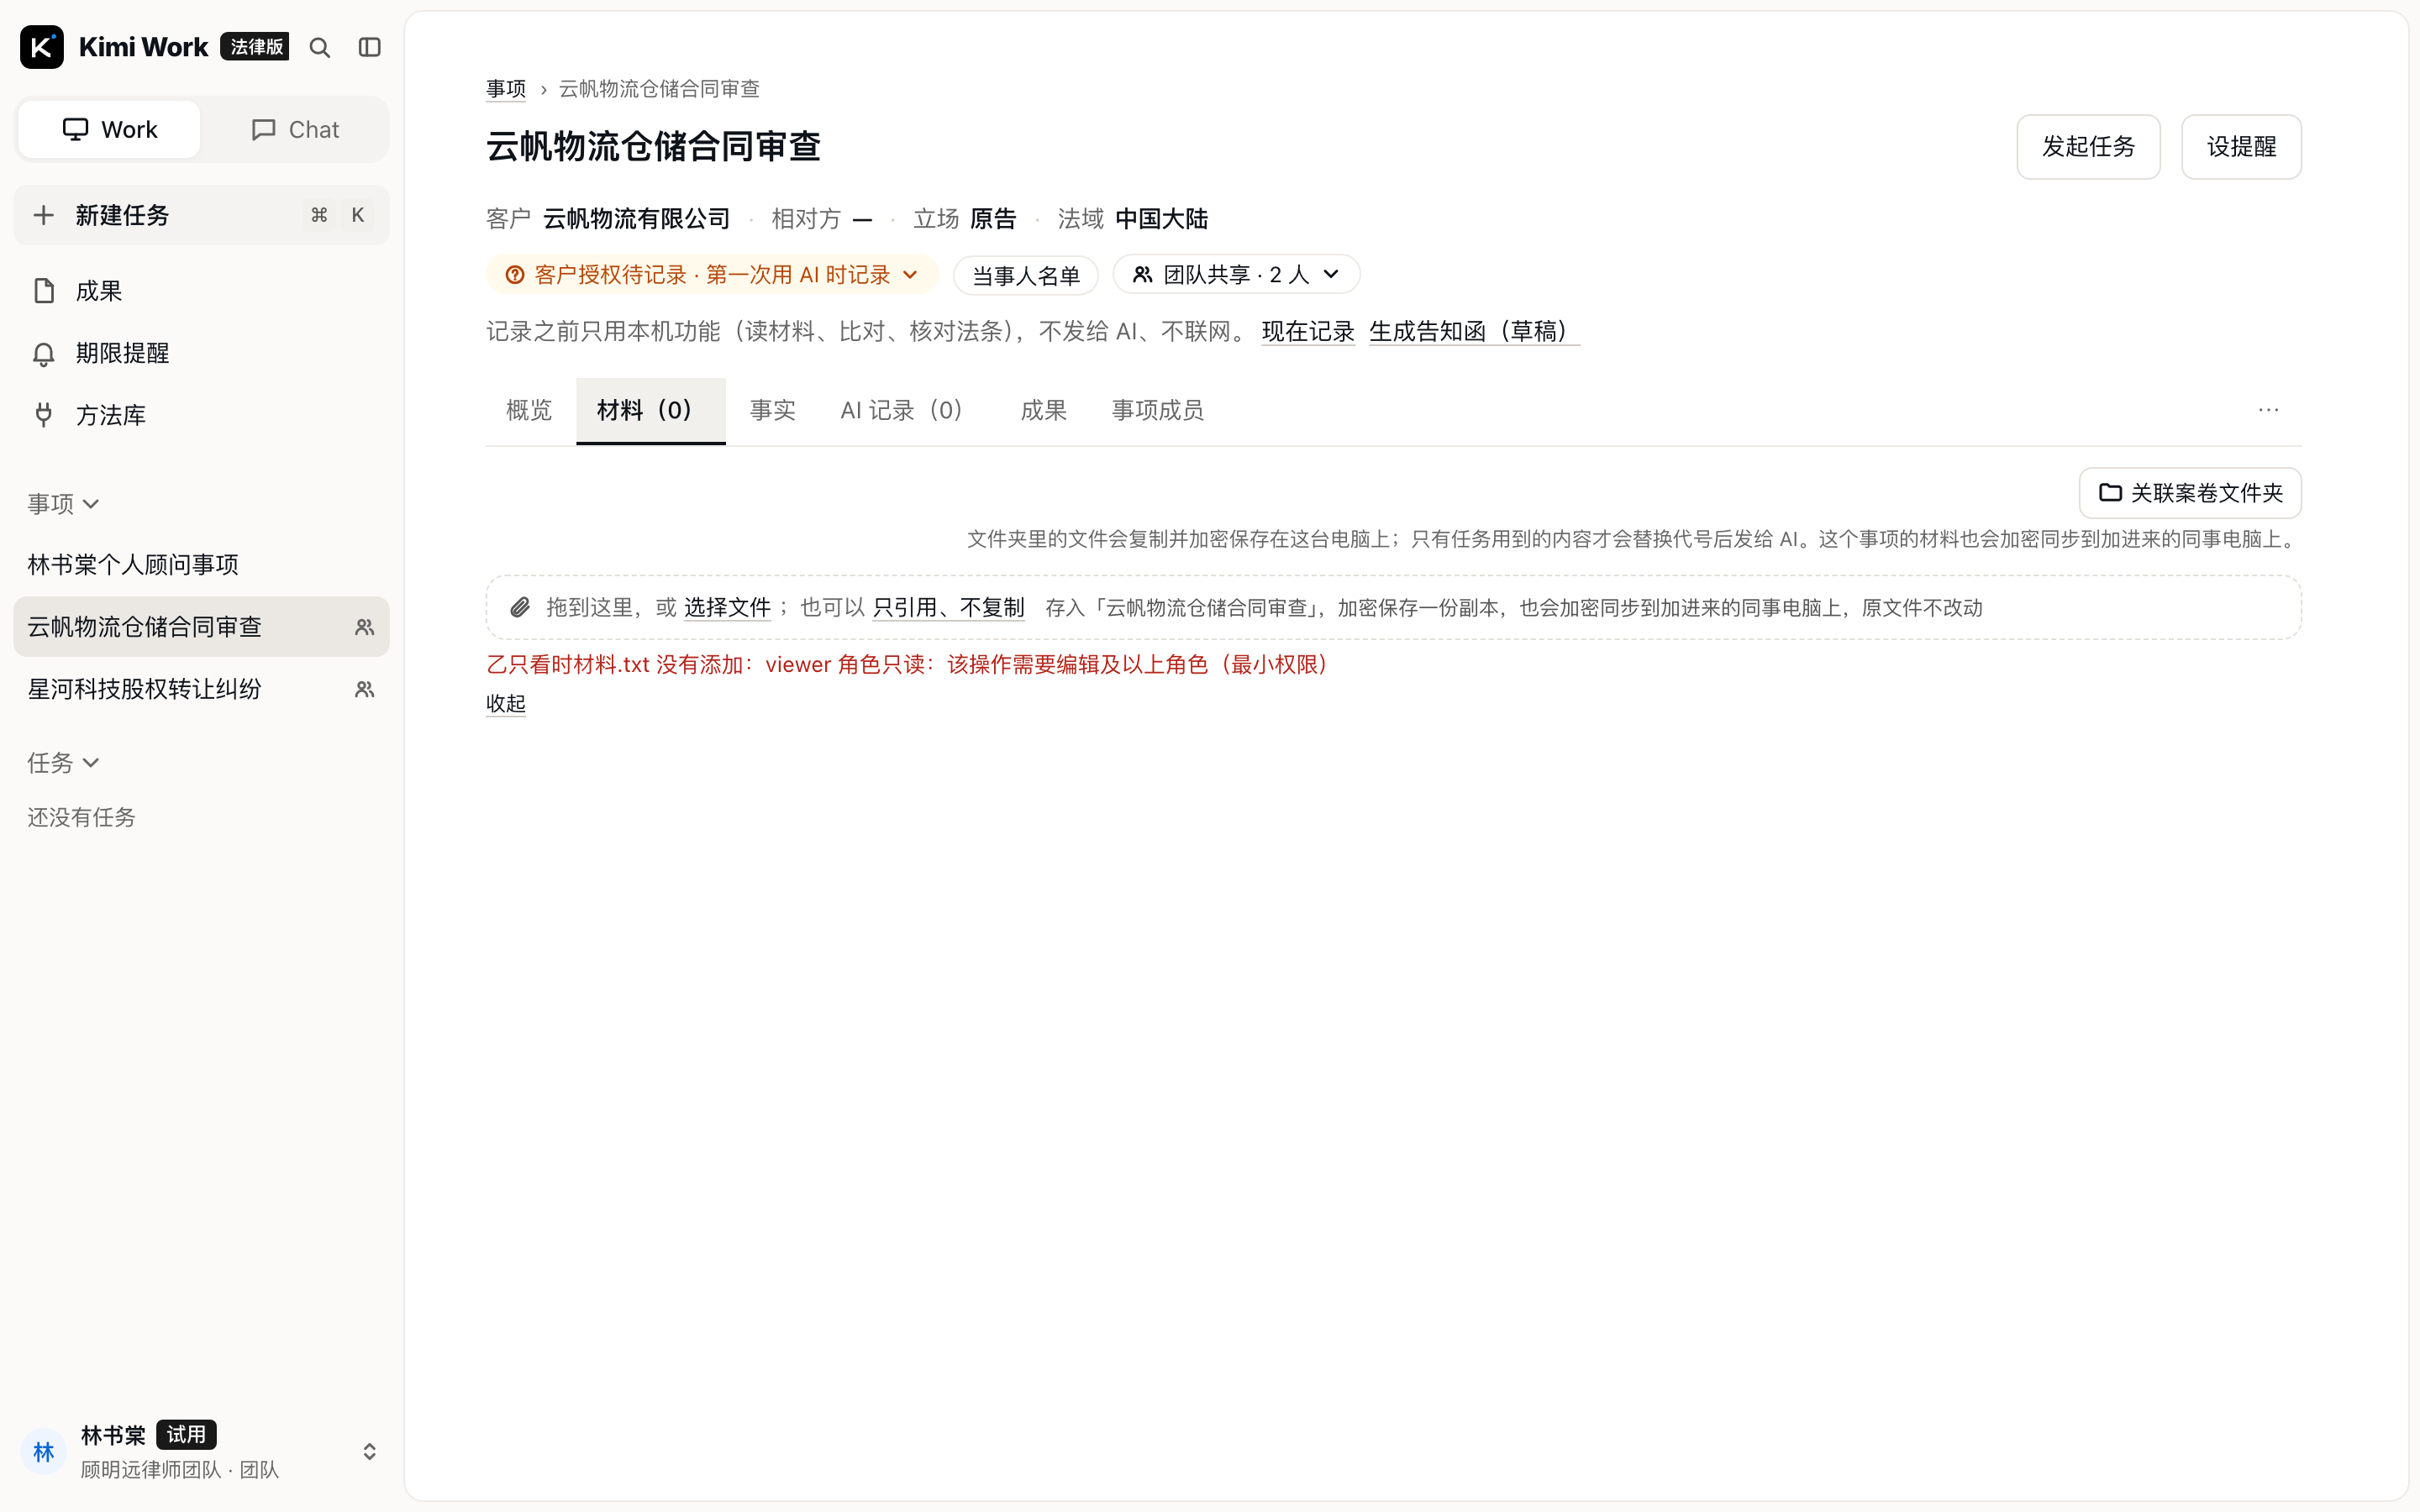 Kimi Work 法律版
Work Chat
新建任务 ⌘ K
成果
期限提醒
方法库
事项
林书棠个人顾问事项
云帆物流仓储合同审查
星河科技股权转让纠纷
任务
还没有任务
林 林书棠 试用
顾明远律师团队 · 团队
事项 › 云帆物流仓储合同审查
云帆物流仓储合同审查
发起任务 设提醒
客户 云帆物流有限公司 · 相对方 — · 立场 原告 · 法域 中国大陆
客户授权待记录 · 第一次用 AI 时记录 当事人名单 团队共享 · 2 人
记录之前只用本机功能（读材料、比对、核对法条），不发给 AI、不联网。 现在记录 生成告知函（草稿）
概览 材料（0） 事实 AI 记录（0） 成果 事项成员 ···
关联案卷文件夹
文件夹里的文件会复制并加密保存在这台电脑上；只有任务用到的内容才会替换代号后发给 AI。这个事项的材料也会加密同步到加进来的同事电脑上。
拖到这里，或 选择文件 ；也可以 只引用、不复制 存入「云帆物流仓储合同审查」，加密保存一份副本，也会加密同步到加进来的同事电脑上，原文件不改动
乙只看时材料.txt 没有添加：viewer 角色只读：该操作需要编辑及以上角色（最小权限）
收起